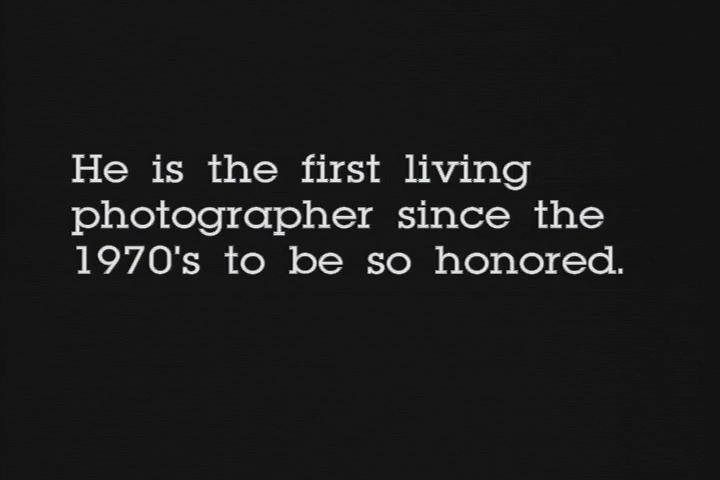 He is the first living
photographer since the
1970's to be so honored.